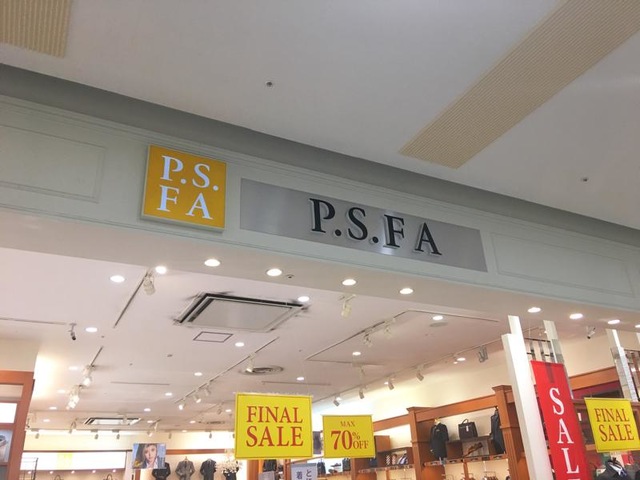 P.S.
FA
P.S.FA
FINAL
SALE
MAX
70%OFF
SAL
FINAL
SALE